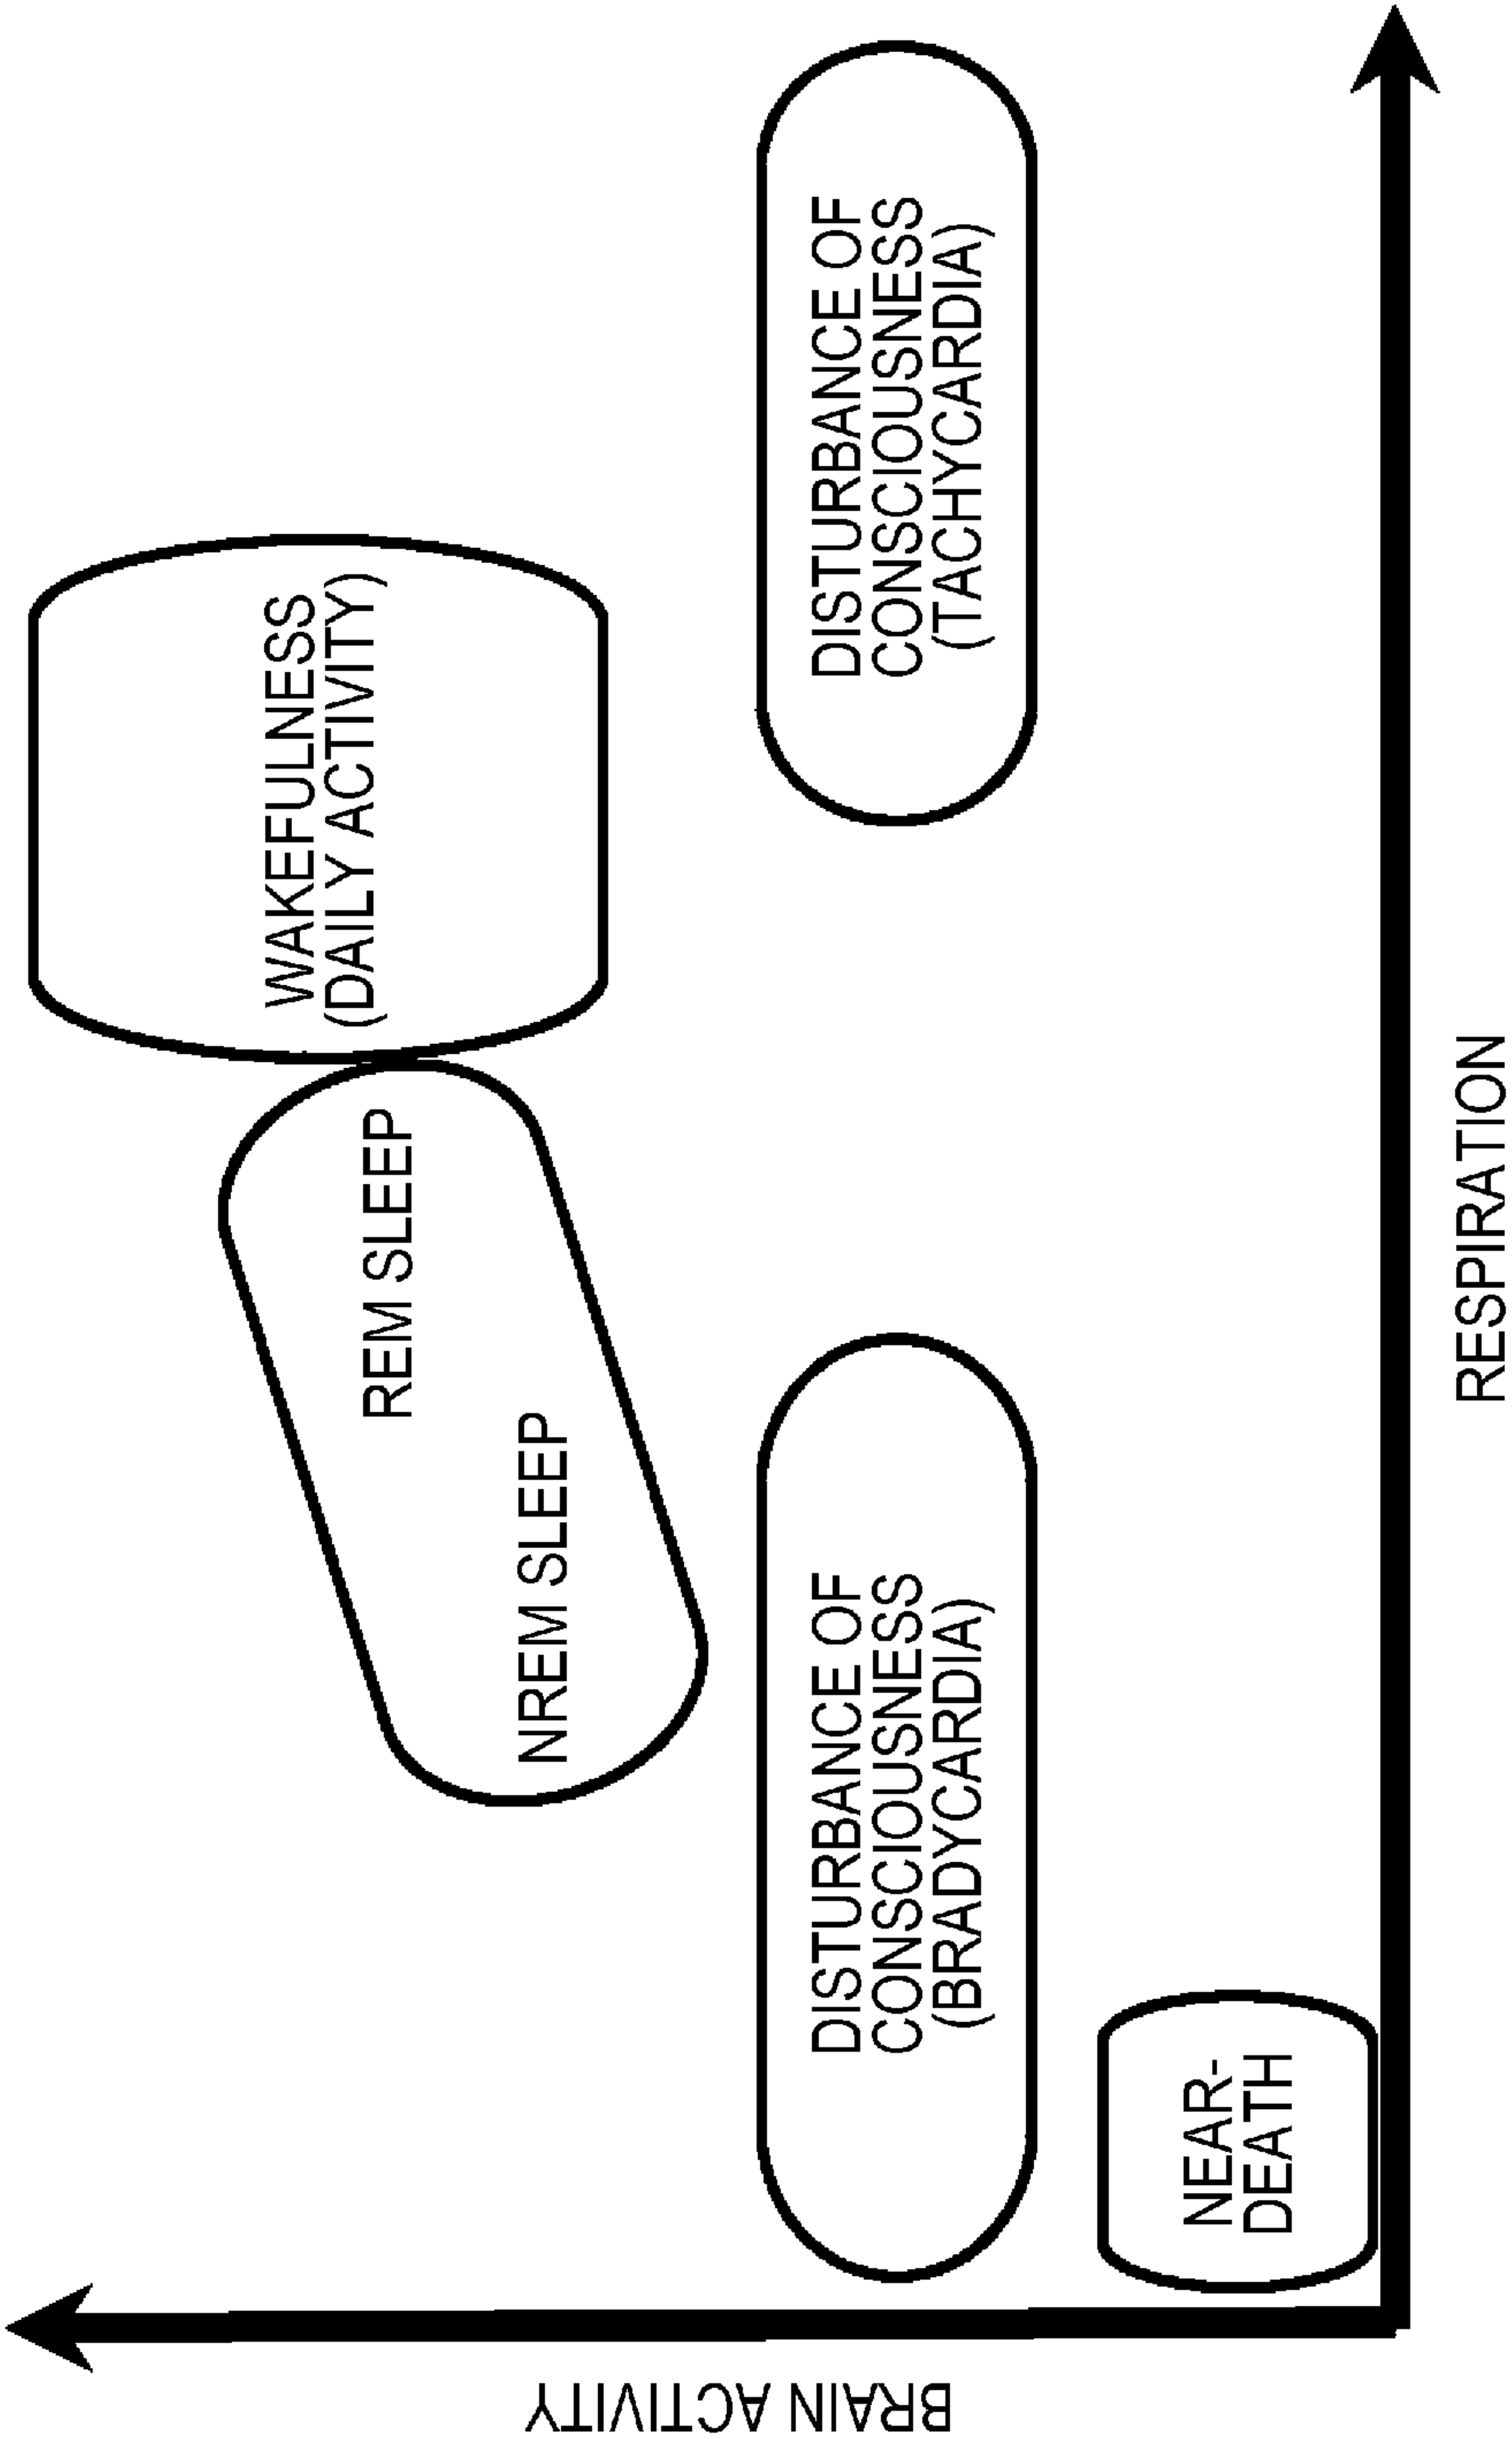 BRAIN ACTIVITY
WAKEFULNESS
(DAILY ACTIVITY)
REM SLEEP
NREM SLEEP
DISTURBANCE OF
CONSCIOUSNESS
(BRADYCARDIA)
DISTURBANCE OF
CONSCIOUSNESS
(TACHYCARDIA)
NEAR-
DEATH
RESPIRATION